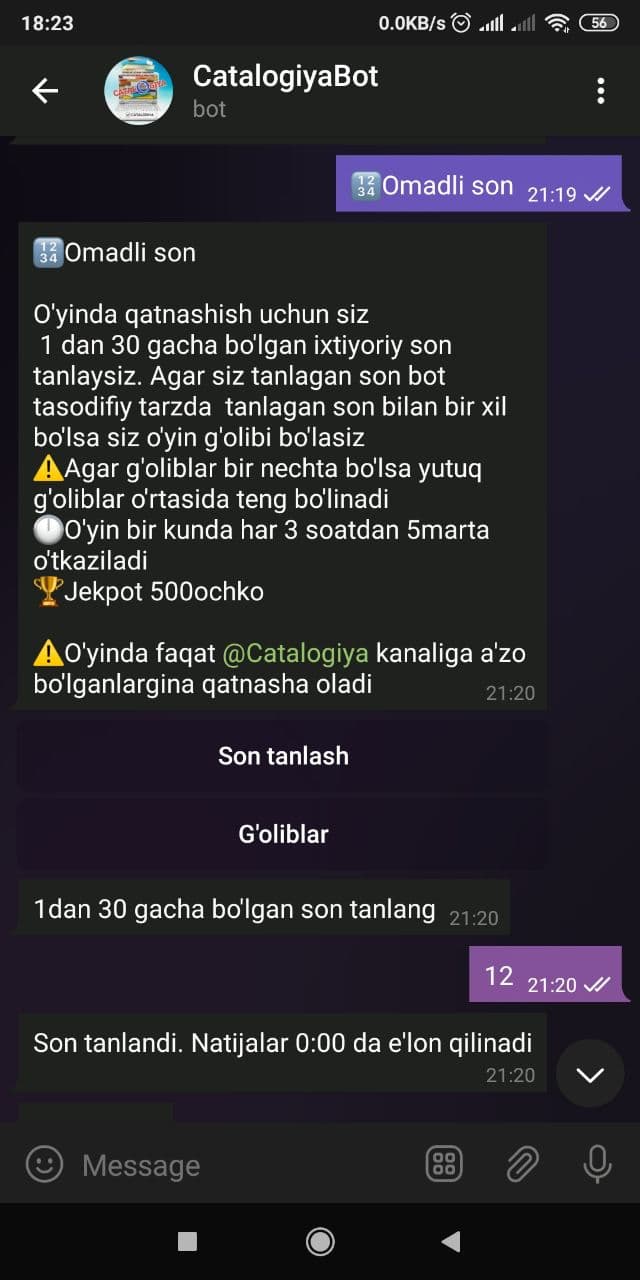 18:23
0.0KB/s
56
CatalogiyaBot
bot
🔢Omadli son 21:19
🔢Omadli son
O'yinda qatnashish uchun siz
1 dan 30 gacha bo'lgan ixtiyoriy son
tanlaysiz. Agar siz tanlagan son bot
tasodifiy tarzda  tanlagan son bilan bir xil
bo'lsa siz o'yin g'olibi bo'lasiz
⚠️Agar g'oliblar bir nechta bo'lsa yutuq
g'oliblar o'rtasida teng bo'linadi
🕛O'yin bir kunda har 3 soatdan 5marta
o'tkaziladi
🏆Jekpot 500ochko
⚠️O'yinda faqat @Catalogiya kanaliga a'zo
bo'lganlargina qatnasha oladi
21:20
Son tanlash
G'oliblar
1dan 30 gacha bo'lgan son tanlang 21:20
12 21:20
Son tanlandi. Natijalar 0:00 da e'lon qilinadi
21:20
Message